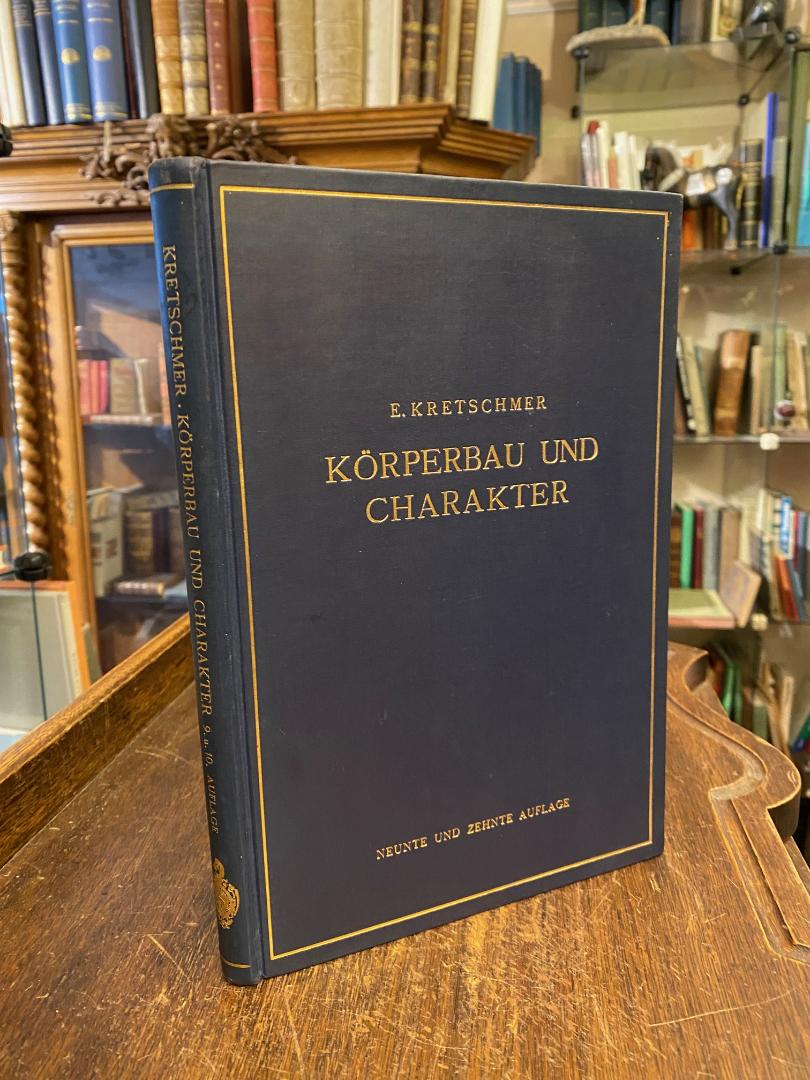 E. KRETSCHMER
KÖRPERBAU UND
CHARAKTER
NEUNTE UND ZEHNTE AUFLAGE
KRETSCHMER · KÖRPERBAU UND CHARAKTER 9. u. 10. AUFLAGE